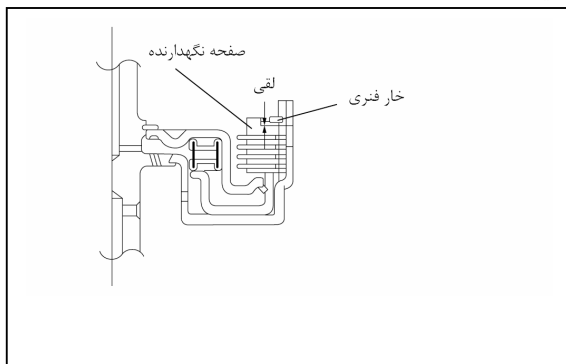 صفحه نگهدارنده
لقی
خار فنری